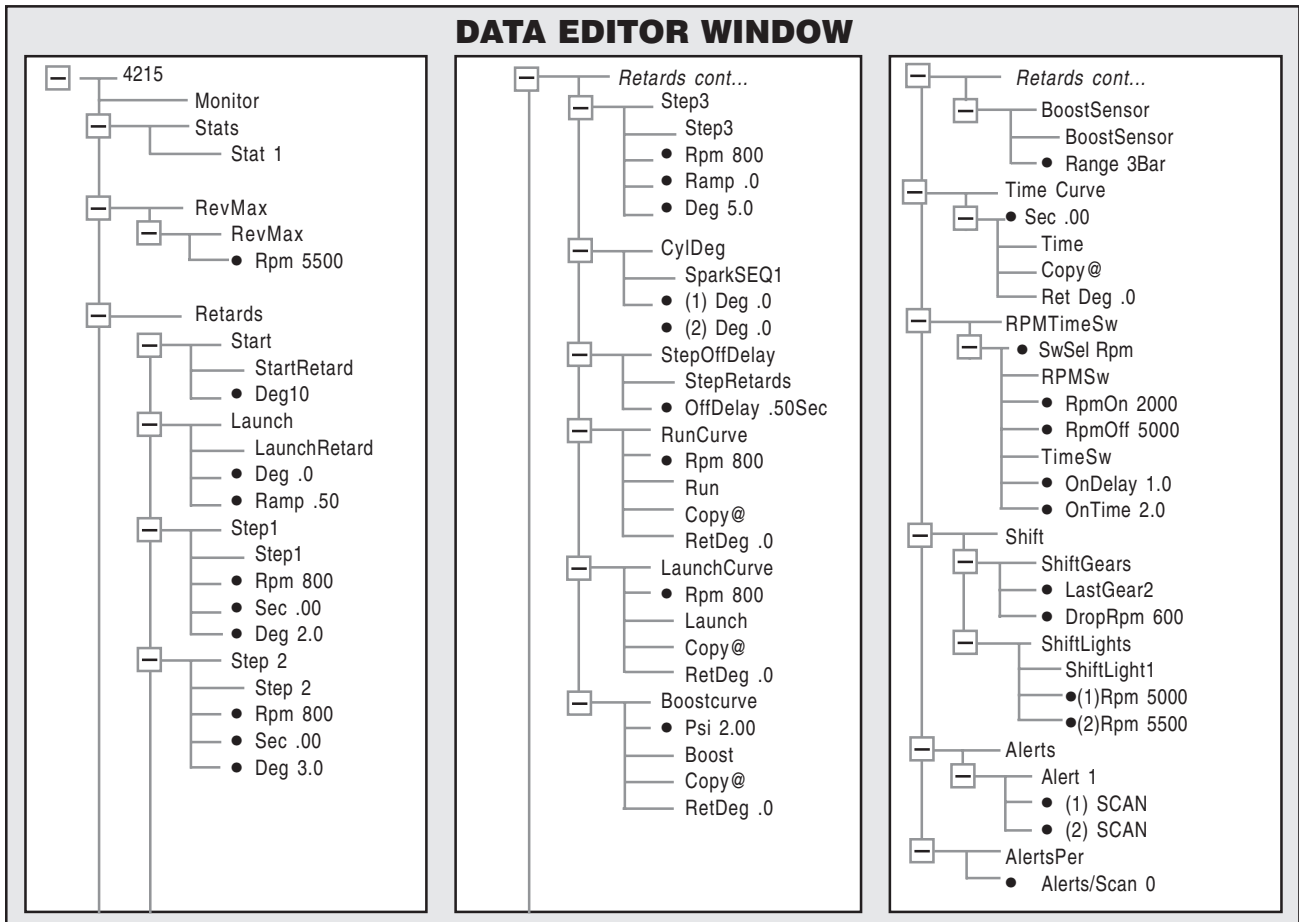 DATA EDITOR WINDOW
4215
Monitor
Stats
Stat 1
RevMax
RevMax
• Rpm 5500
Retards
Start
StartRetard
• Deg10
Launch
LaunchRetard
• Deg .0
• Ramp .50
Step1
Step1
• Rpm 800
• Sec .00
• Deg 2.0
Step 2
Step 2
• Rpm 800
• Sec .00
• Deg 3.0
Retards cont...
Step3
Step3
• Rpm 800
• Ramp .0
• Deg 5.0
CylDeg
SparkSEQ1
• (1) Deg .0
• (2) Deg .0
StepOffDelay
StepRetards
• OffDelay .50Sec
RunCurve
• Rpm 800
Run
Copy@
RetDeg .0
LaunchCurve
• Rpm 800
Launch
Copy@
RetDeg .0
Boostcurve
• Psi 2.00
Boost
Copy@
RetDeg .0
Retards cont...
BoostSensor
BoostSensor
• Range 3Bar
Time Curve
• Sec .00
Time
Copy@
Ret Deg .0
RPMTimeSw
• SwSel Rpm
RPMSw
• RpmOn 2000
• RpmOff 5000
TimeSw
• OnDelay 1.0
• OnTime 2.0
Shift
ShiftGears
• LastGear2
• DropRpm 600
ShiftLights
ShiftLight1
•(1)Rpm 5000
•(2)Rpm 5500
Alerts
Alert 1
• (1) SCAN
• (2) SCAN
AlertsPer
• Alerts/Scan 0